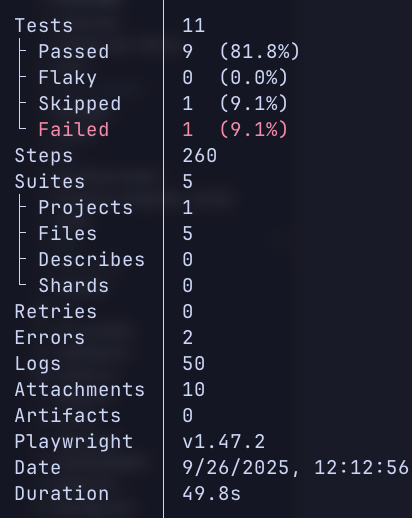 Tests 11
Passed 9 (81.8%)
Flaky 0 (0.0%)
Skipped 1 (9.1%)
Failed 1 (9.1%)
Steps 260
Suites 5
Projects 1
Files 5
Describes 0
Shards 0
Retries 0
Errors 2
Logs 50
Attachments 10
Artifacts 0
Playwright v1.47.2
Date 9/26/2025, 12:12:56
Duration 49.8s